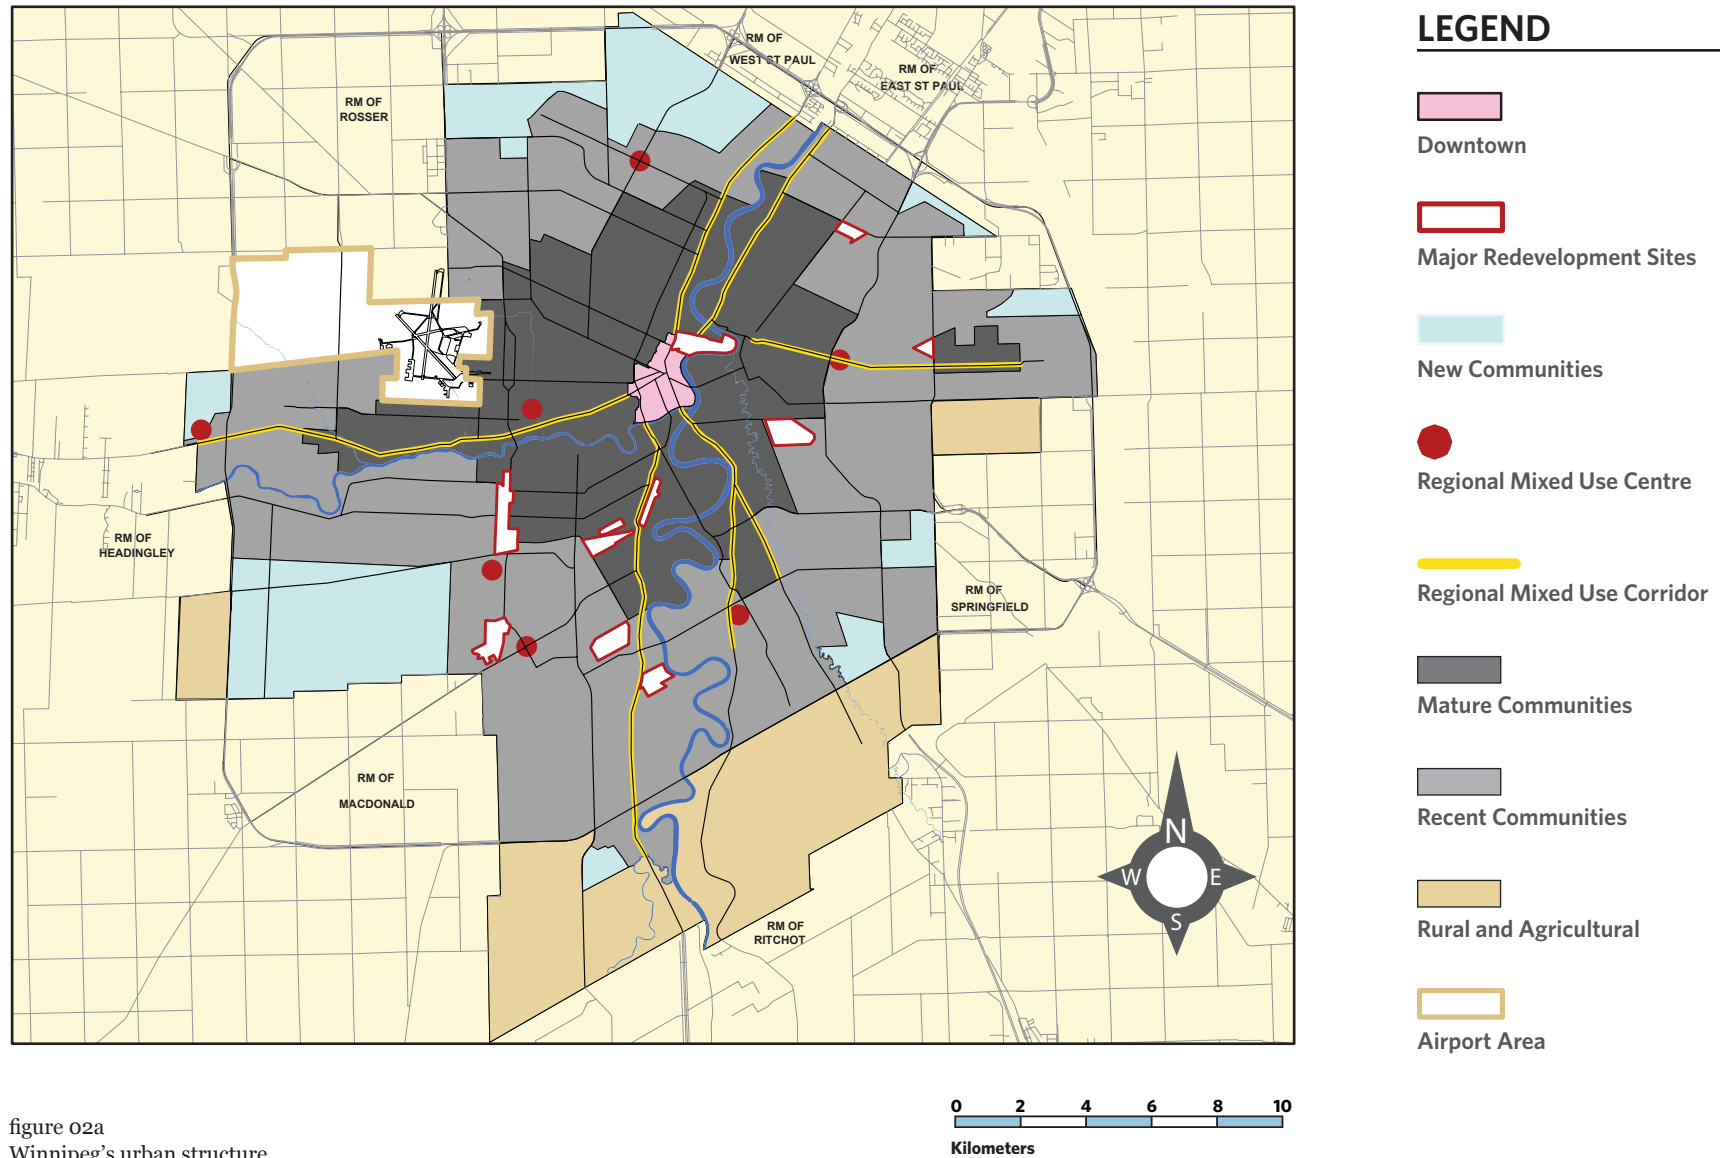 LEGEND
Downtown
Major Redevelopment Sites
New Communities
Regional Mixed Use Centre
Regional Mixed Use Corridor
Mature Communities
Recent Communities
Rural and Agricultural
Airport Area
RM OF
WEST ST PAUL
RM OF
EAST ST PAUL
RM OF
ROSSER
RM OF
HEADINGLEY
RM OF
SPRINGFIELD
RM OF
MACDONALD
RM OF
RITCHOT
N
W E
S
0 2 4 6 8 10
Kilometers
figure 02a
Winnipeg's urban structure